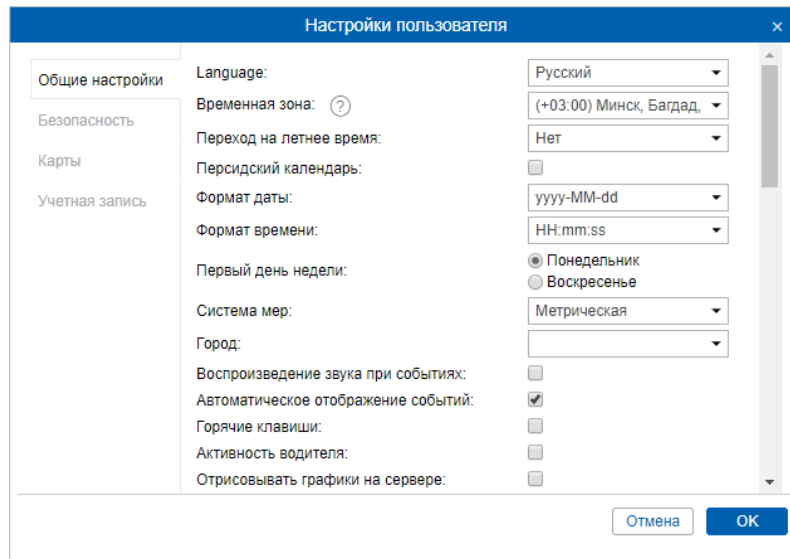 Настройки пользователя ×
Общие настройки
Безопасность
Карты
Учетная запись
Language: Русский
Временная зона: ? (+03:00) Минск, Багдад,
Переход на летнее время: Нет
Персидский календарь:
Формат даты: yyyy-MM-dd
Формат времени: HH:mm:ss
Первый день недели: Понедельник
Воскресенье
Система мер: Метрическая
Город:
Воспроизведение звука при событиях:
Автоматическое отображение событий:
Горячие клавиши:
Активность водителя:
Отрисовывать графики на сервере:
Отмена OK